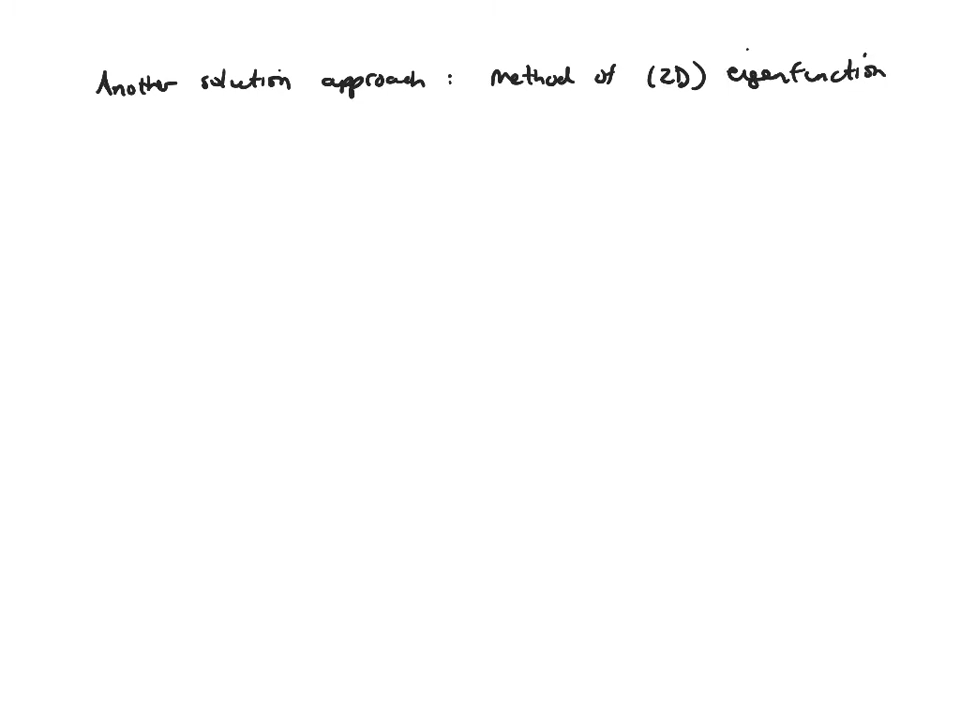 Another solution approach : method of (2D) eigenfunction